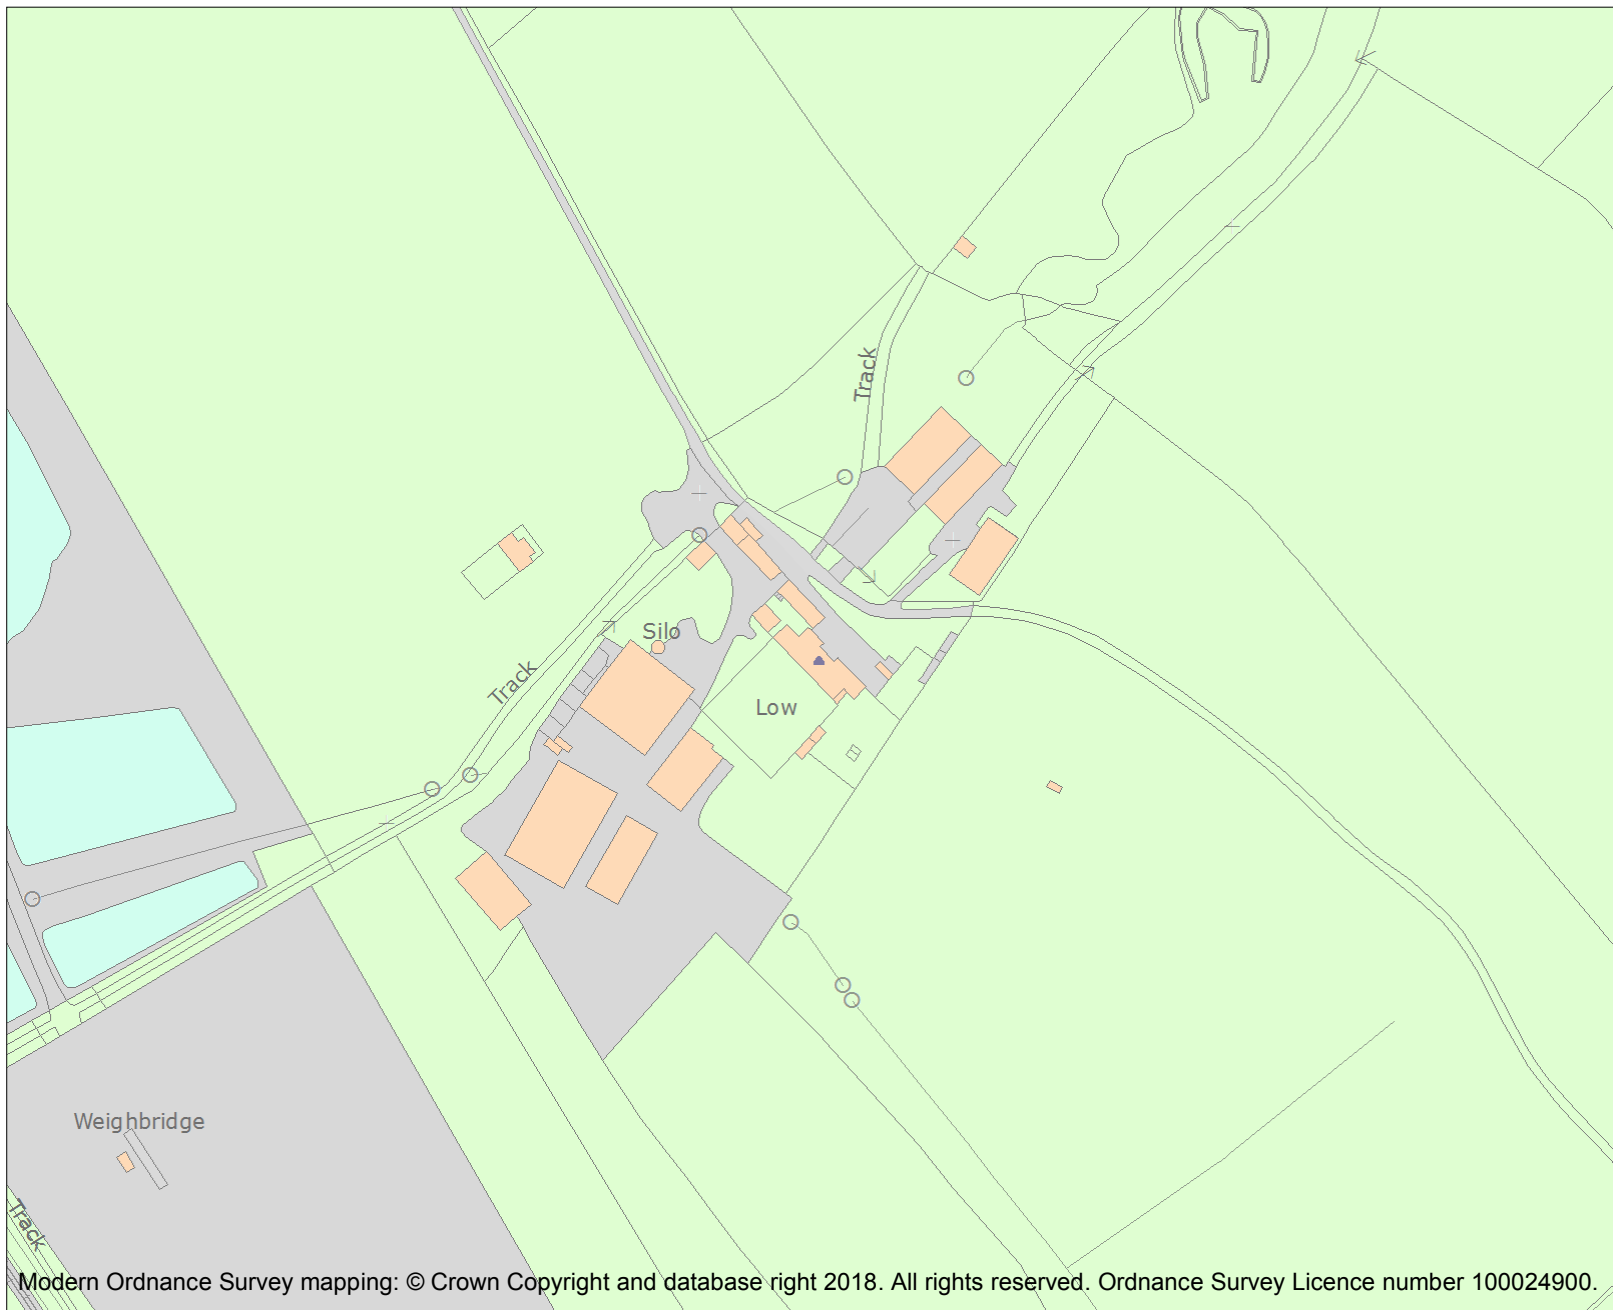 Track
Silo
Track
Low
Weighbridge
Track
Modern Ordnance Survey mapping: © Crown Copyright and database right 2018. All rights reserved. Ordnance Survey Licence number 100024900.